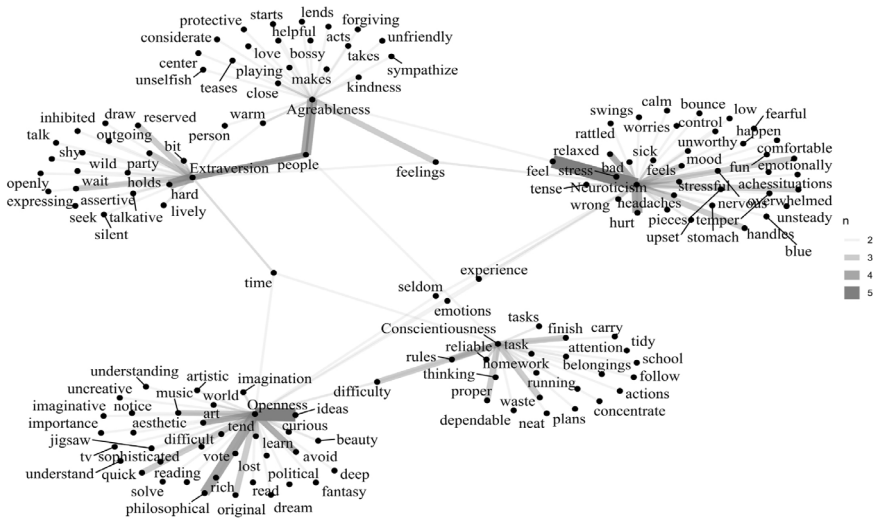 protective
starts
lends
forgiving
considerate
helpful
acts
unfriendly
center
love
bossy
takes
unselfish
playing
makes
sympathize
teases
close
kindness
Agreableness
inhibited
draw
reserved
warm
talk
outgoing
person
bit
shy
wild
party
Extraversion
people
openly
wait
holds
hard
expressing
assertive
lively
seek
talkative
silent
feelings
swings
calm
bounce
low
fearful
rattled
worries
control
happen
relaxed
sick
unworthy
comfortable
feel
stress
bad
feels
mood
fun
emotionally
tense
Neuroticism
stressful
aches
situations
wrong
headaches
nervous
overwhelmed
hurt
pieces
temper
unsteady
upset
stomach
handles
blue
n
2
3
4
5
time
experience
seldom
emotions
Conscientiousness
tasks
finish
carry
task
rules
reliable
attention
tidy
thinking
homework
belongings
school
difficulty
proper
running
follow
waste
actions
dependable
neat
plans
concentrate
understanding
artistic
imagination
uncreative
music
world
imaginative
notice
art
Openness
ideas
importance
aesthetic
tend
curious
jigsaw
difficult
learn
beauty
tv
sophisticated
vote
avoid
understand
quick
reading
lost
political
deep
solve
rich
read
fantasy
philosophical
original
dream